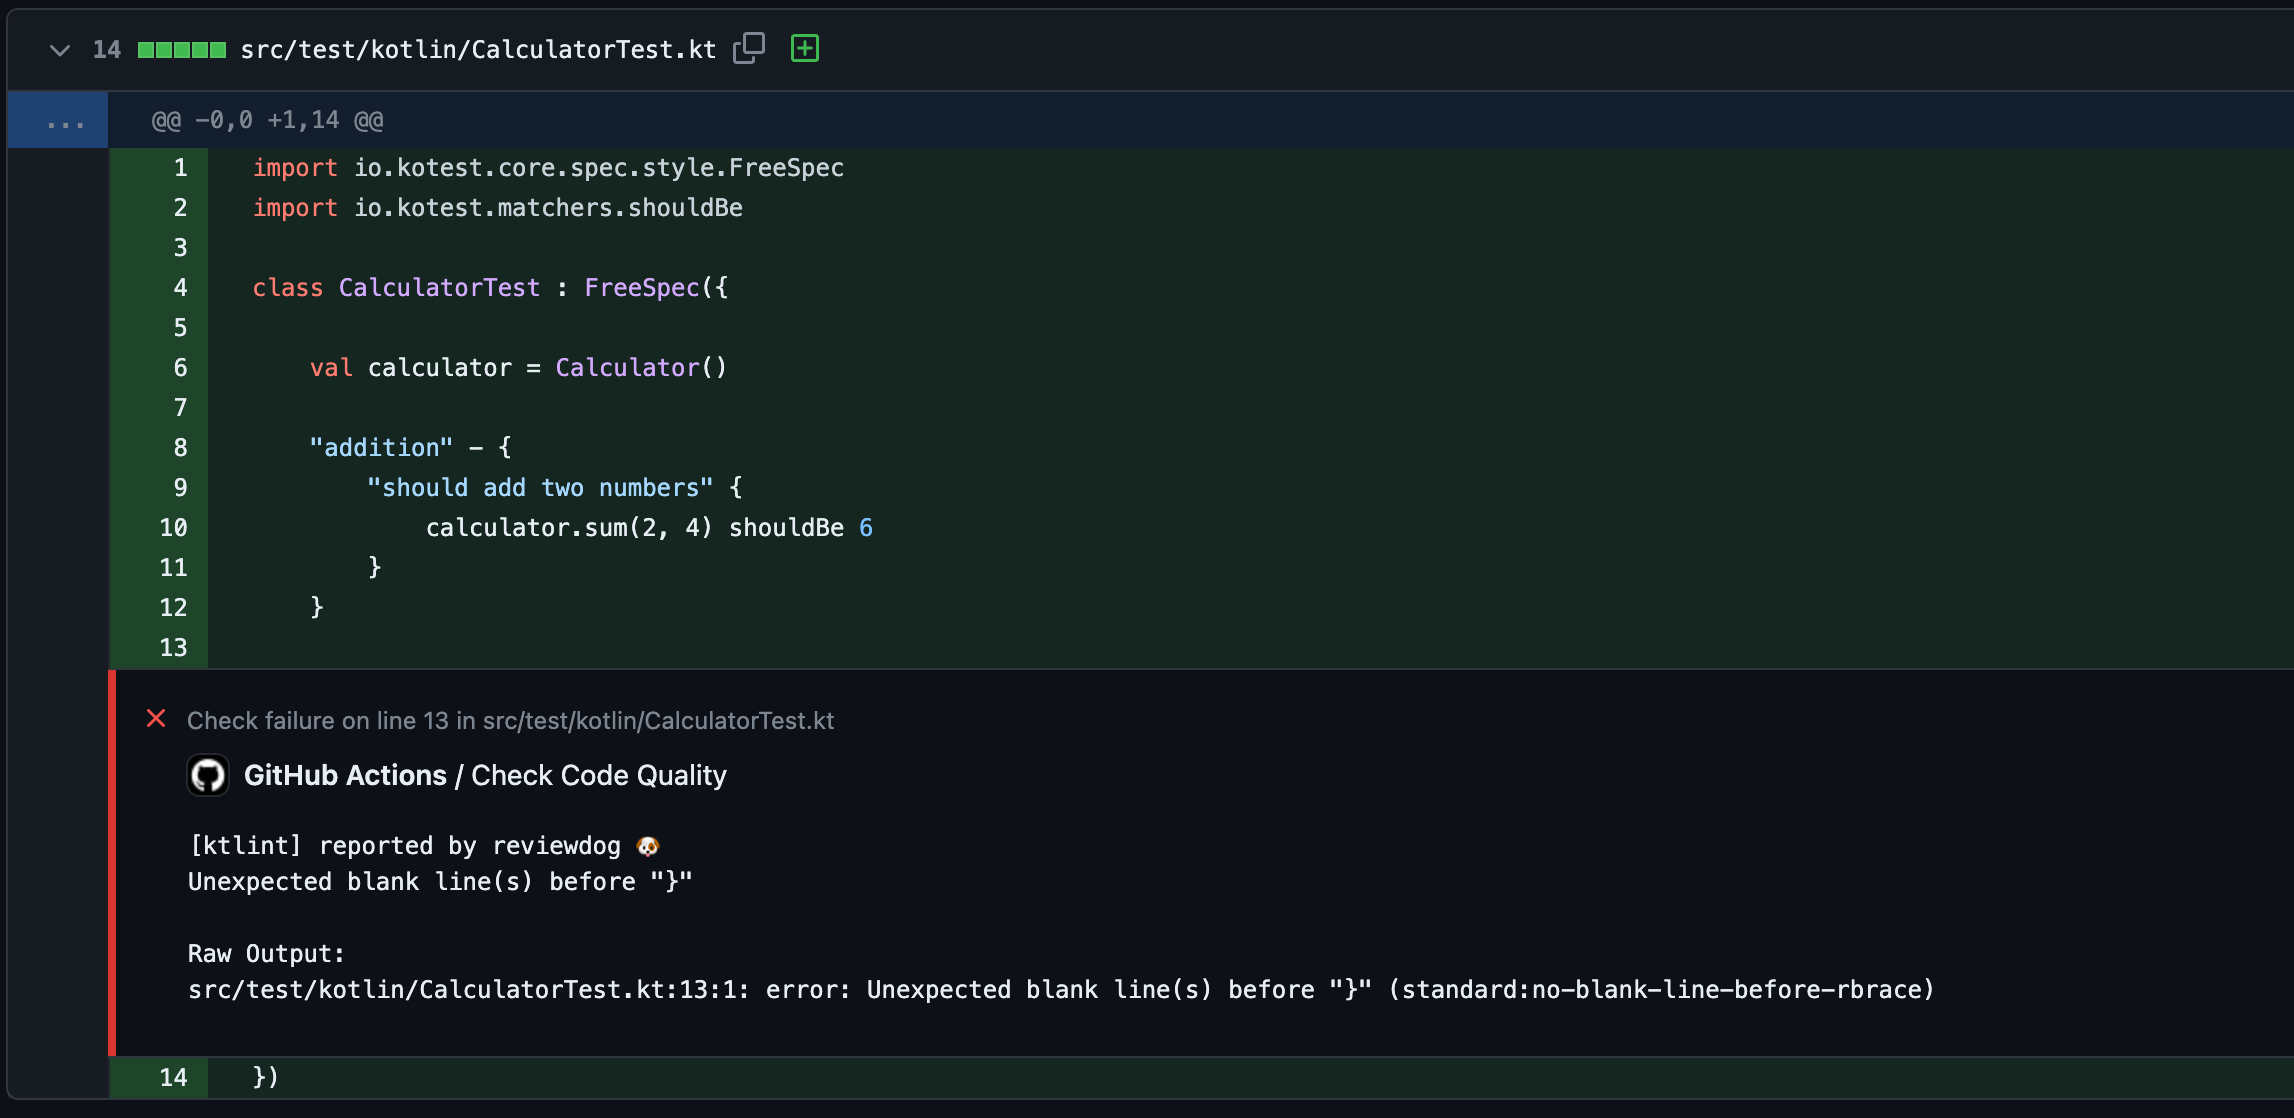 14 src/test/kotlin/CalculatorTest.kt
... @@ -0,0 +1,14 @@
1 import io.kotest.core.spec.style.FreeSpec
2 import io.kotest.matchers.shouldBe
3
4 class CalculatorTest : FreeSpec({
5
6     val calculator = Calculator()
7
8     "addition" - {
9         "should add two numbers" {
10             calculator.sum(2, 4) shouldBe 6
11         }
12     }
13
Check failure on line 13 in src/test/kotlin/CalculatorTest.kt
GitHub Actions / Check Code Quality
[ktlint] reported by reviewdog 🐶
Unexpected blank line(s) before "}"
Raw Output:
src/test/kotlin/CalculatorTest.kt:13:1: error: Unexpected blank line(s) before "}" (standard:no-blank-line-before-rbrace)
14 })